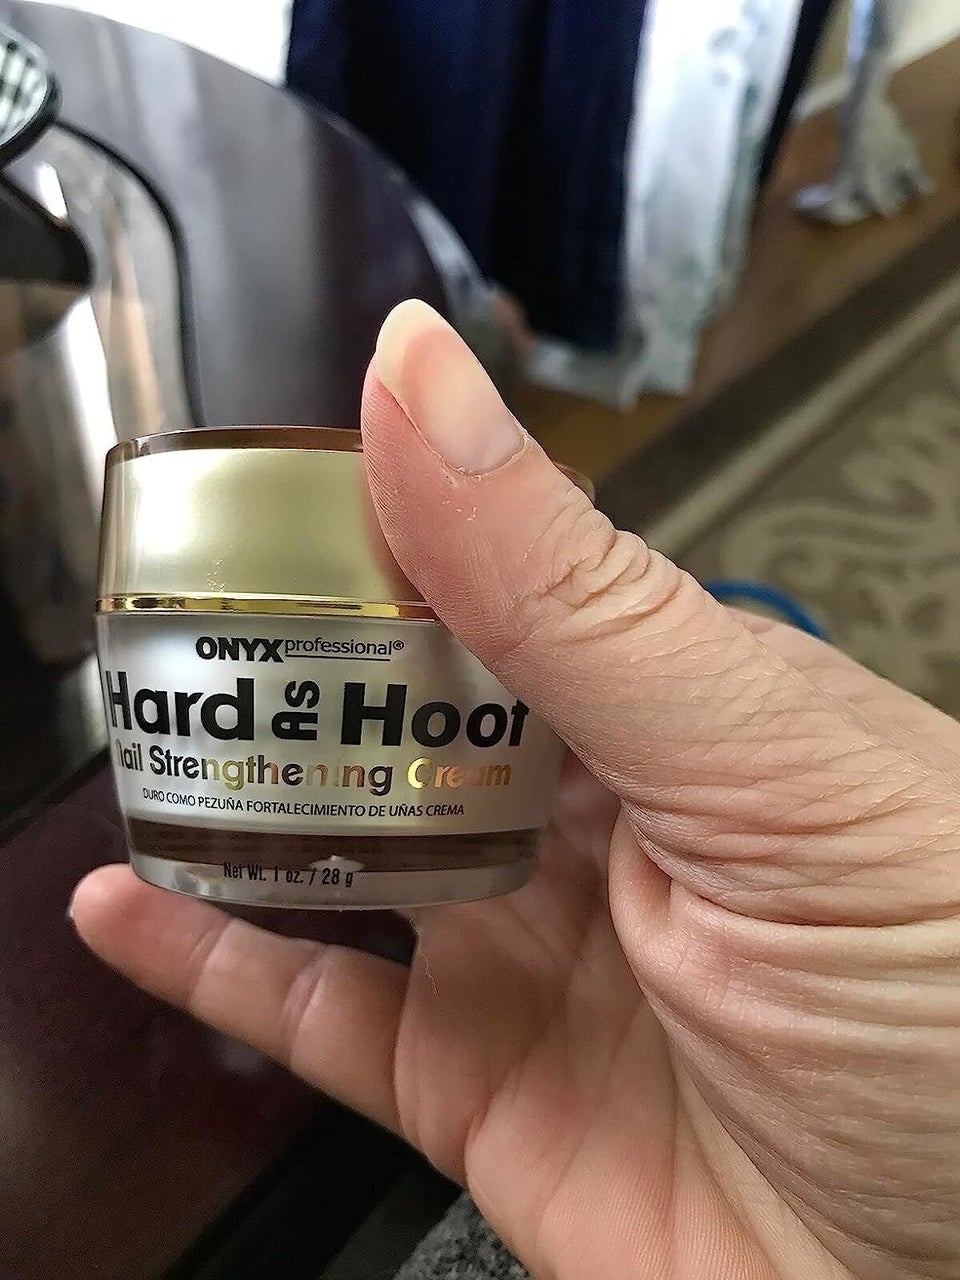 ONYX professional®
Hard As Hoof
Nail Strengthening Cream
DURO COMO PEZUÑA FORTALECIMIENTO DE UÑAS CREMA
Net Wt. 1 oz. / 28 g